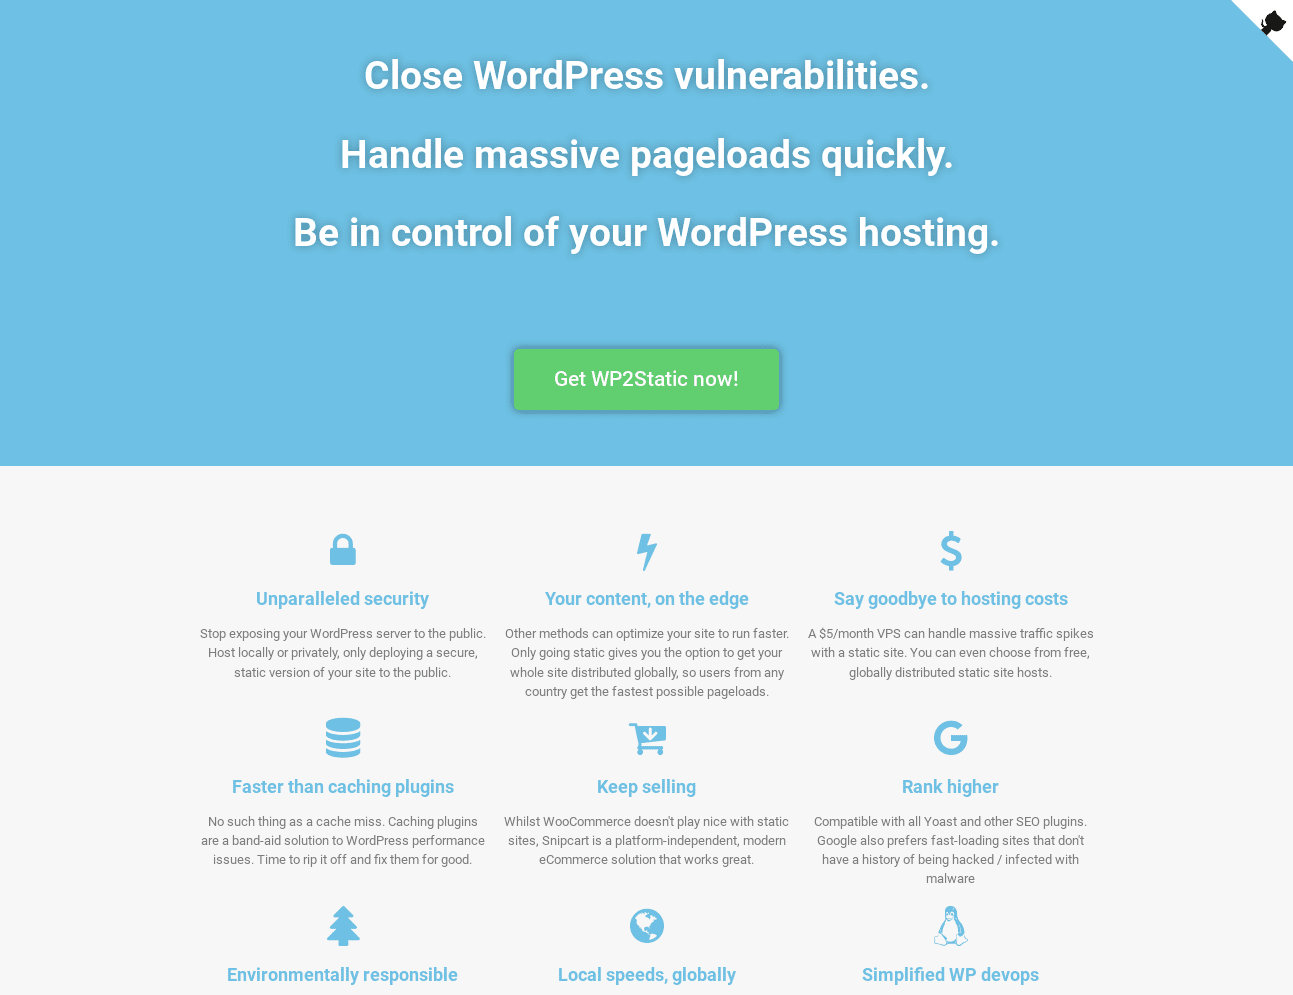 Close WordPress vulnerabilities.
Handle massive pageloads quickly.
Be in control of your WordPress hosting.
Get WP2Static now!
Unparalleled security
Stop exposing your WordPress server to the public.
Host locally or privately, only deploying a secure,
static version of your site to the public.
Your content, on the edge
Other methods can optimize your site to run faster.
Only going static gives you the option to get your
whole site distributed globally, so users from any
country get the fastest possible pageloads.
Say goodbye to hosting costs
A $5/month VPS can handle massive traffic spikes
with a static site. You can even choose from free,
globally distributed static site hosts.
Faster than caching plugins
No such thing as a cache miss. Caching plugins
are a band-aid solution to WordPress performance
issues. Time to rip it off and fix them for good.
Keep selling
Whilst WooCommerce doesn't play nice with static
sites, Snipcart is a platform-independent, modern
eCommerce solution that works great.
Rank higher
Compatible with all Yoast and other SEO plugins.
Google also prefers fast-loading sites that don't
have a history of being hacked / infected with
malware
Environmentally responsible
Local speeds, globally
Simplified WP devops